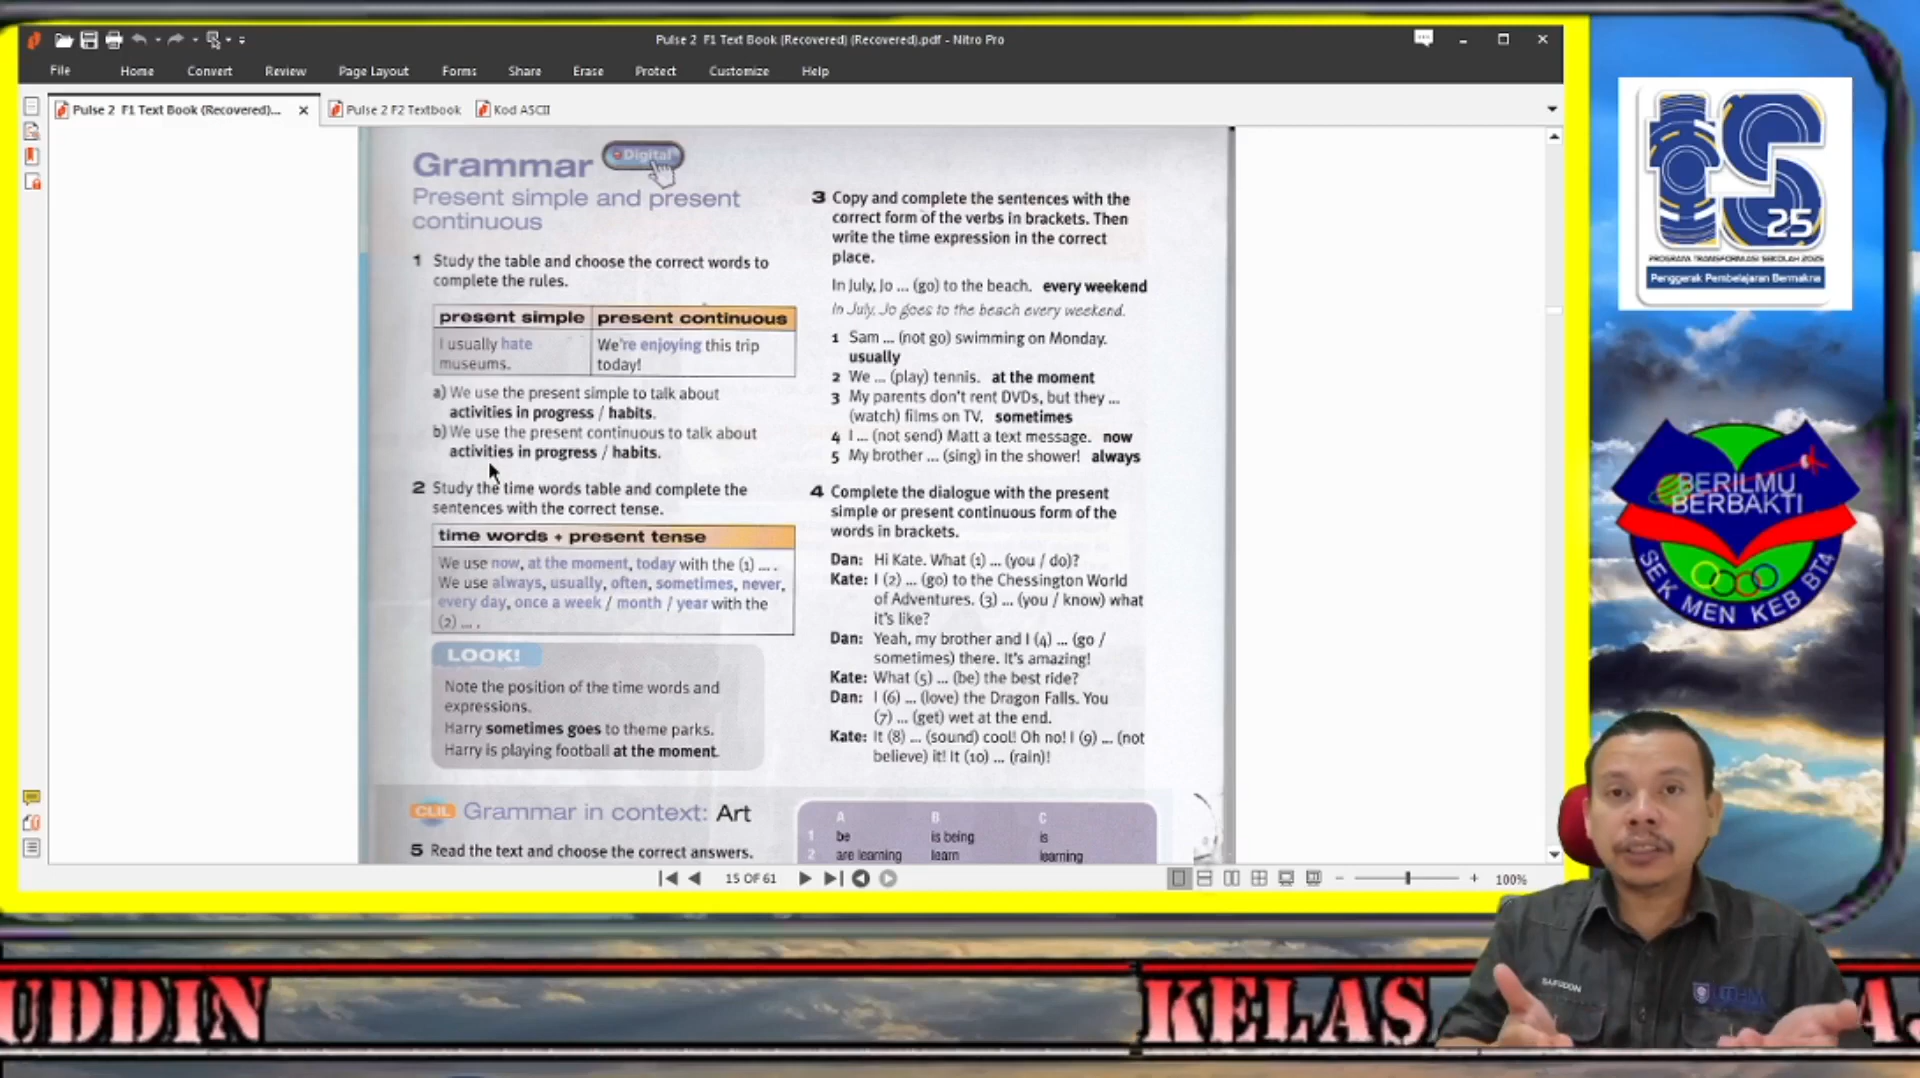 Pulse 2 F1 Text Book (Recovered) (Recovered).pdf - Nitro Pro
File Home Convert Review Page Layout Forms Share Erase Protect Customize Help
Pulse 2 F1 Text Book (Recovered)... Pulse 2 F2 Textbook Kod ASCII
Grammar Digital
Present simple and present
continuous
1 Study the table and choose the correct words to
complete the rules.
present simple present continuous
I usually hate
museums.
We're enjoying this trip
today!
a) We use the present simple to talk about
activities in progress / habits.
b) We use the present continuous to talk about
activities in progress / habits.
2 Study the time words table and complete the
sentences with the correct tense.
time words + present tense
We use now, at the moment, today with the (1) ... .
We use always, usually, often, sometimes, never,
every day, once a week / month / year with the
(2) ... .
LOOK!
Note the position of the time words and
expressions.
Harry sometimes goes to theme parks.
Harry is playing football at the moment.
3 Copy and complete the sentences with the
correct form of the verbs in brackets. Then
write the time expression in the correct
place.
In July, Jo ... (go) to the beach. every weekend
In July, Jo goes to the beach every weekend.
1 Sam ... (not go) swimming on Monday.
usually
2 We ... (play) tennis. at the moment
3 My parents don't rent DVDs, but they ...
(watch) films on TV. sometimes
4 I ... (not send) Matt a text message. now
5 My brother ... (sing) in the shower! always
4 Complete the dialogue with the present
simple or present continuous form of the
words in brackets.
Dan: Hi Kate. What (1) ... (you / do)?
Kate: I (2) ... (go) to the Chessington World
of Adventures. (3) ... (you / know) what
it's like?
Dan: Yeah, my brother and I (4) ... (go /
sometimes) there. It's amazing!
Kate: What (5) ... (be) the best ride?
Dan: I (6) ... (love) the Dragon Falls. You
(7) ... (get) wet at the end.
Kate: It (8) ... (sound) cool! Oh no! I (9) ... (not
believe) it! It (10) ... (rain)!
CLIL Grammar in context: Art
5 Read the text and choose the correct answers.
A B C
1 be is being is
2 are learning learn learning
15 OF 61
100%
tS
25
PROGRAM TRANSFORMASI SEKOLAH 2025
Penggerak Pembelajaran Bermakna
BERILMU
BERBAKTI
SEK MEN KEB BT4
SAIFUDDIN
UDDIN
KELAS